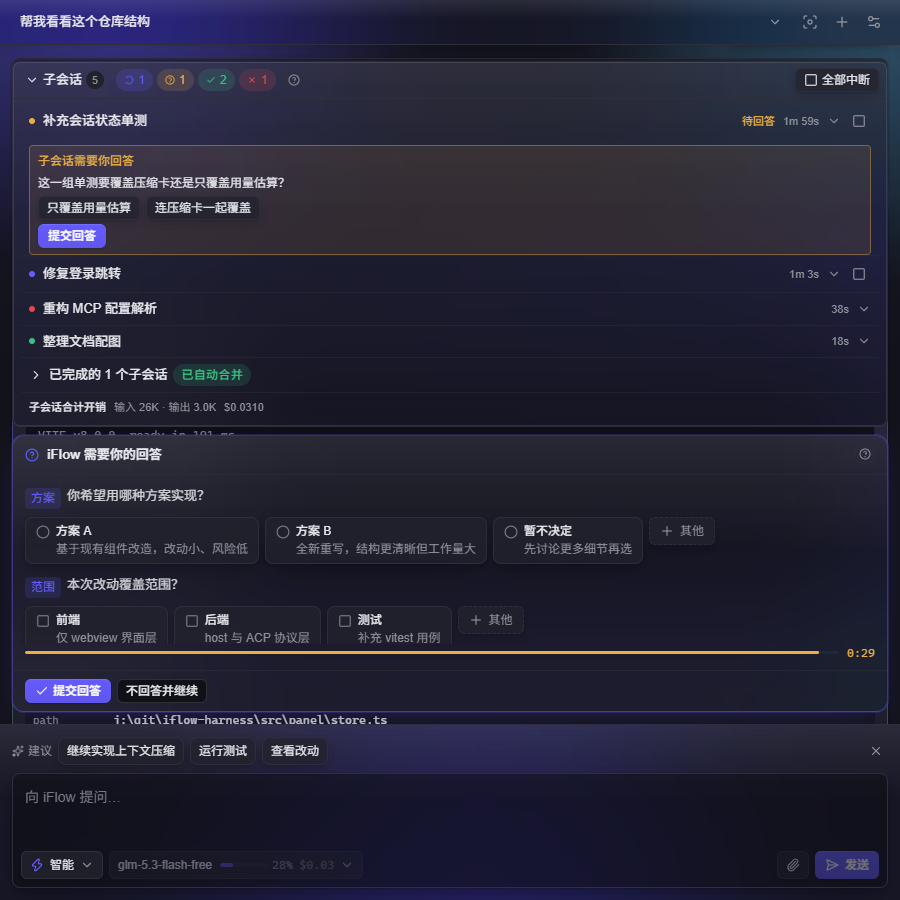 帮我看看这个仓库结构
子会话 5 1 1 2 1 全部中断
补充会话状态单测 待回答 1m 59s
子会话需要你回答
这一组单测要覆盖压缩卡还是只覆盖用量估算?
只覆盖用量估算 连压缩卡一起覆盖
提交回答
修复登录跳转 1m 3s
重构 MCP 配置解析 38s
整理文档配图 18s
已完成的 1 个子会话 已自动合并
子会话合计开销 输入 26K · 输出 3.0K $0.0310
VITE v8.0.0 ready in 191 ms
iFlow 需要你的回答
方案 你希望用哪种方案实现?
方案 A 方案 B 暂不决定 其他
基于现有组件改造，改动小、风险低 全新重写，结构更清晰但工作量大 先讨论更多细节再选
范围 本次改动覆盖范围?
前端 后端 测试 其他
仅 webview 界面层 host 与 ACP 协议层 补充 vitest 用例
0:29
提交回答 不回答并继续
path j:\git\iflow-harness\src\panel\store.ts
建议 继续实现上下文压缩 运行测试 查看改动
向 iFlow 提问…
智能 glm-5.3-flash-free 28% $0.03 发送